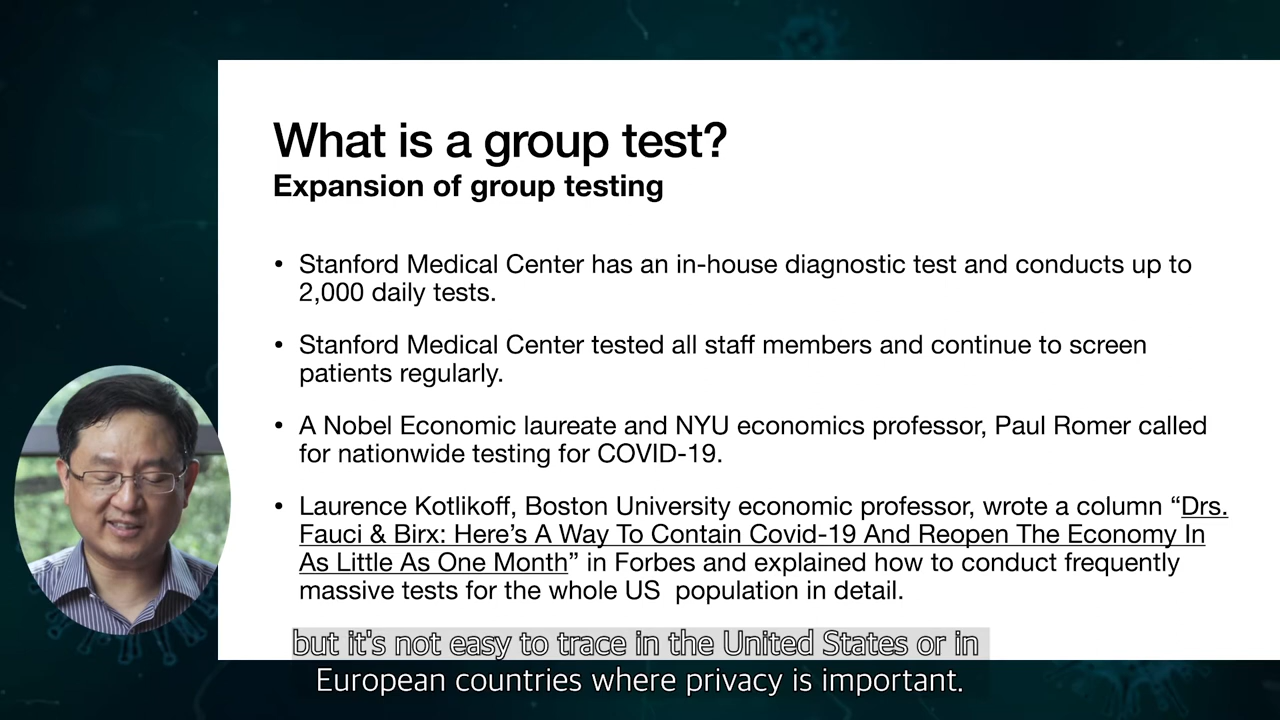 What is a group test?
Expansion of group testing
• Stanford Medical Center has an in-house diagnostic test and conducts up to
2,000 daily tests.
• Stanford Medical Center tested all staff members and continue to screen
patients regularly.
• A Nobel Economic laureate and NYU economics professor, Paul Romer called
for nationwide testing for COVID-19.
• Laurence Kotlikoff, Boston University economic professor, wrote a column “Drs.
Fauci & Birx: Here’s A Way To Contain Covid-19 And Reopen The Economy In
As Little As One Month” in Forbes and explained how to conduct frequently
massive tests for the whole US  population in detail.
but it's not easy to trace in the United States or in
European countries where privacy is important.